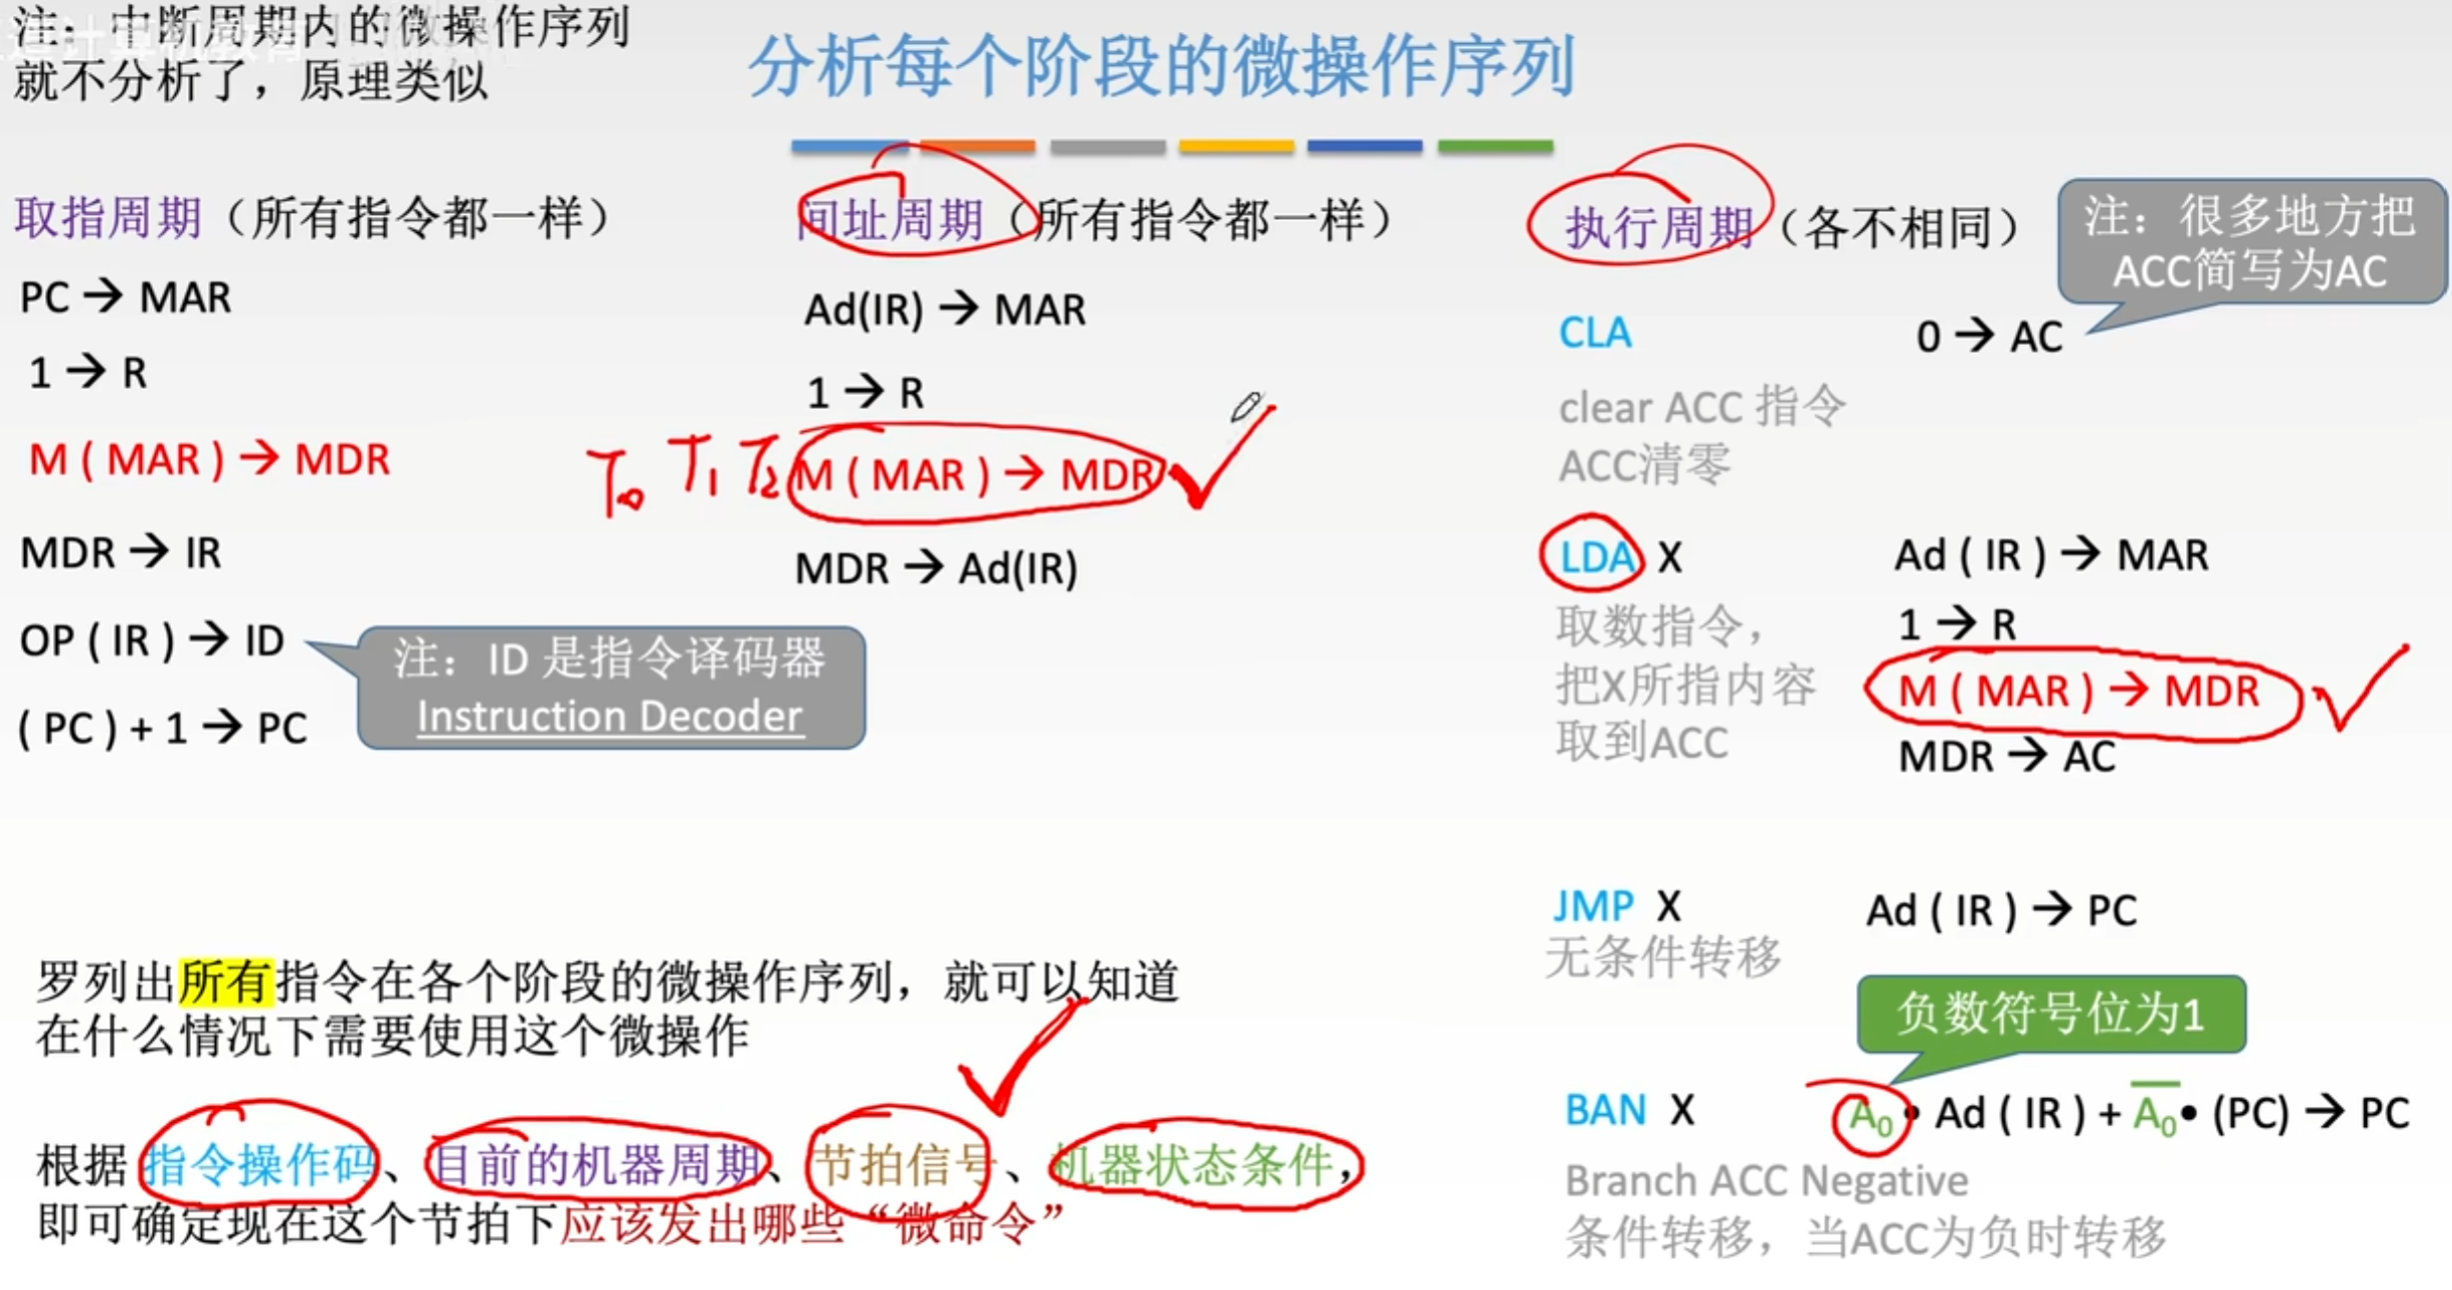 注：中断周期内的微操作序列
就不分析了，原理类似
分析每个阶段的微操作序列
取指周期（所有指令都一样）
PC → MAR
1 → R
M ( MAR ) → MDR
MDR → IR
OP ( IR ) → ID
( PC ) + 1 → PC
注：ID 是指令译码器
Instruction Decoder
间址周期（所有指令都一样）
Ad(IR) → MAR
1 → R
T0 T1 T2
M ( MAR ) → MDR
MDR → Ad(IR)
执行周期（各不相同）
注：很多地方把
ACC简写为AC
CLA 0 → AC
clear ACC 指令
ACC清零
LDA X Ad ( IR ) → MAR
取数指令， 1 → R
把X所指内容 M ( MAR ) → MDR
取到ACC MDR → AC
JMP X Ad ( IR ) → PC
无条件转移
负数符号位为1
BAN X A₀• Ad ( IR ) + A̅₀• (PC) → PC
Branch ACC Negative
条件转移，当ACC为负时转移
罗列出所有指令在各个阶段的微操作序列，就可以知道
在什么情况下需要使用这个微操作
根据 指令操作码、目前的机器周期、节拍信号、机器状态条件，
即可确定现在这个节拍下应该发出哪些“微命令”